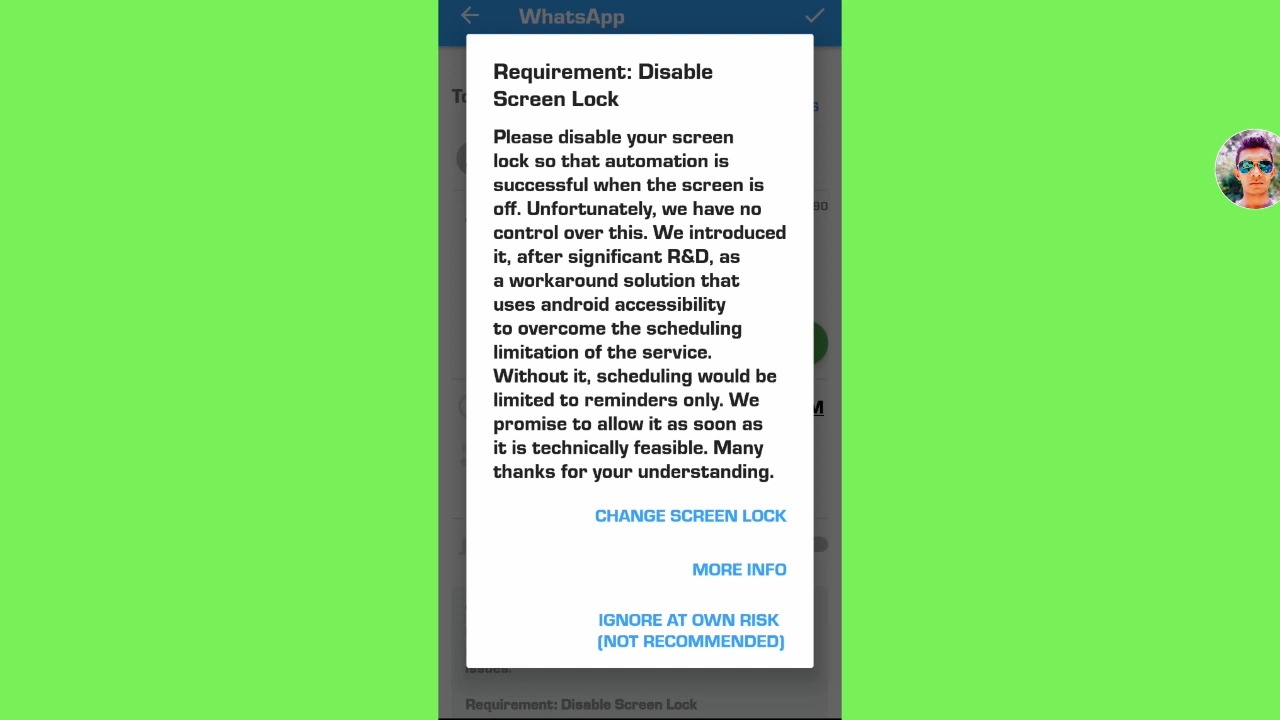 WhatsApp
Requirement: Disable
Screen Lock
Please disable your screen
lock so that automation is
successful when the screen is
off. Unfortunately, we have no
control over this. We introduced
it, after significant R&D, as
a workaround solution that
uses android accessibility
to overcome the scheduling
limitation of the service.
Without it, scheduling would be
limited to reminders only. We
promise to allow it as soon as
it is technically feasible. Many
thanks for your understanding.
CHANGE SCREEN LOCK
MORE INFO
IGNORE AT OWN RISK
(NOT RECOMMENDED)
issues.
Requirement: Disable Screen Lock